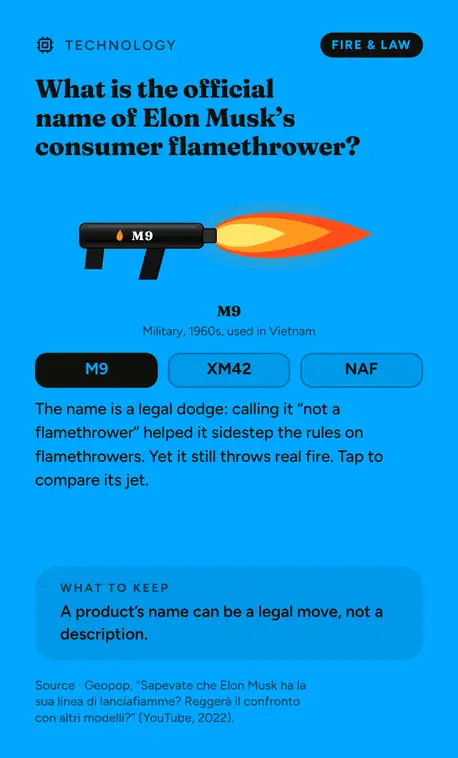 TECHNOLOGY
FIRE & LAW
What is the official
name of Elon Musk’s
consumer flamethrower?
M9
M9
Military, 1960s, used in Vietnam
M9
XM42
NAF
The name is a legal dodge: calling it “not a
flamethrower” helped it sidestep the rules on
flamethrowers. Yet it still throws real fire. Tap to
compare its jet.
WHAT TO KEEP
A product’s name can be a legal move, not a
description.
Source · Geopop, “Sapevate che Elon Musk ha la
sua linea di lanciafiamme? Reggerà il confronto
con altri modelli?” (YouTube, 2022).